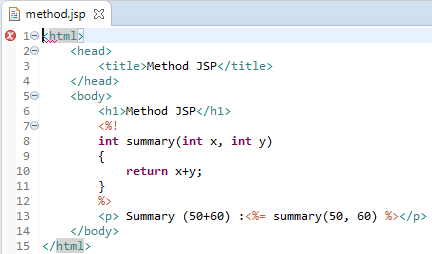 method.jsp
1 <html>
2 <head>
3 <title>Method JSP</title>
4 </head>
5 <body>
6 <h1>Method JSP</h1>
7 <%!
8 int summary(int x, int y)
9 {
10 return x+y;
11 }
12 %>
13 <p> Summary (50+60) :<%= summary(50, 60) %></p>
14 </body>
15 </html>